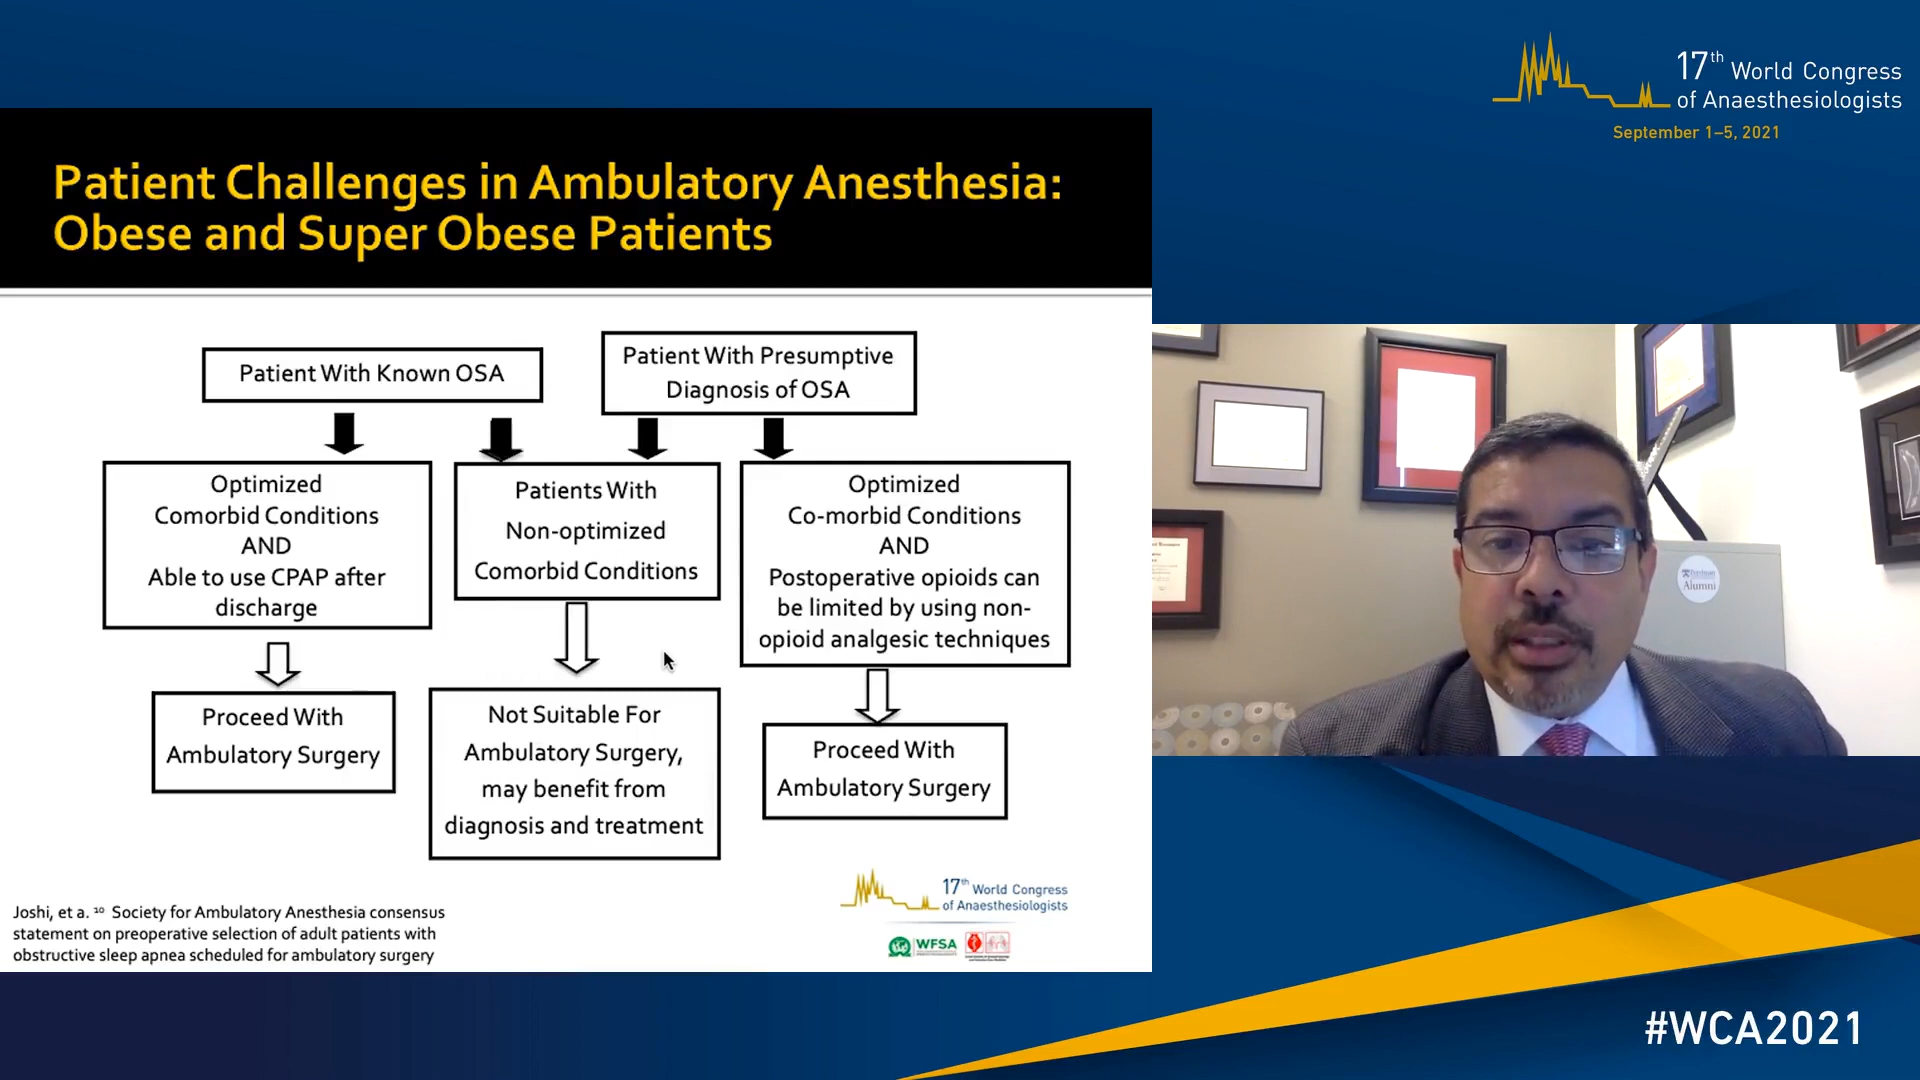 17th World Congress
of Anaesthesiologists
September 1–5, 2021
Patient Challenges in Ambulatory Anesthesia:
Obese and Super Obese Patients
Patient With Known OSA
Patient With Presumptive
Diagnosis of OSA
Optimized
Comorbid Conditions
AND
Able to use CPAP after
discharge
Patients With
Non-optimized
Comorbid Conditions
Optimized
Co-morbid Conditions
AND
Postoperative opioids can
be limited by using non-
opioid analgesic techniques
Proceed With
Ambulatory Surgery
Not Suitable For
Ambulatory Surgery,
may benefit from
diagnosis and treatment
Proceed With
Ambulatory Surgery
Joshi, et a. 10 Society for Ambulatory Anesthesia consensus
statement on preoperative selection of adult patients with
obstructive sleep apnea scheduled for ambulatory surgery
17th World Congress
of Anaesthesiologists
WFSA
Alumni
#WCA2021